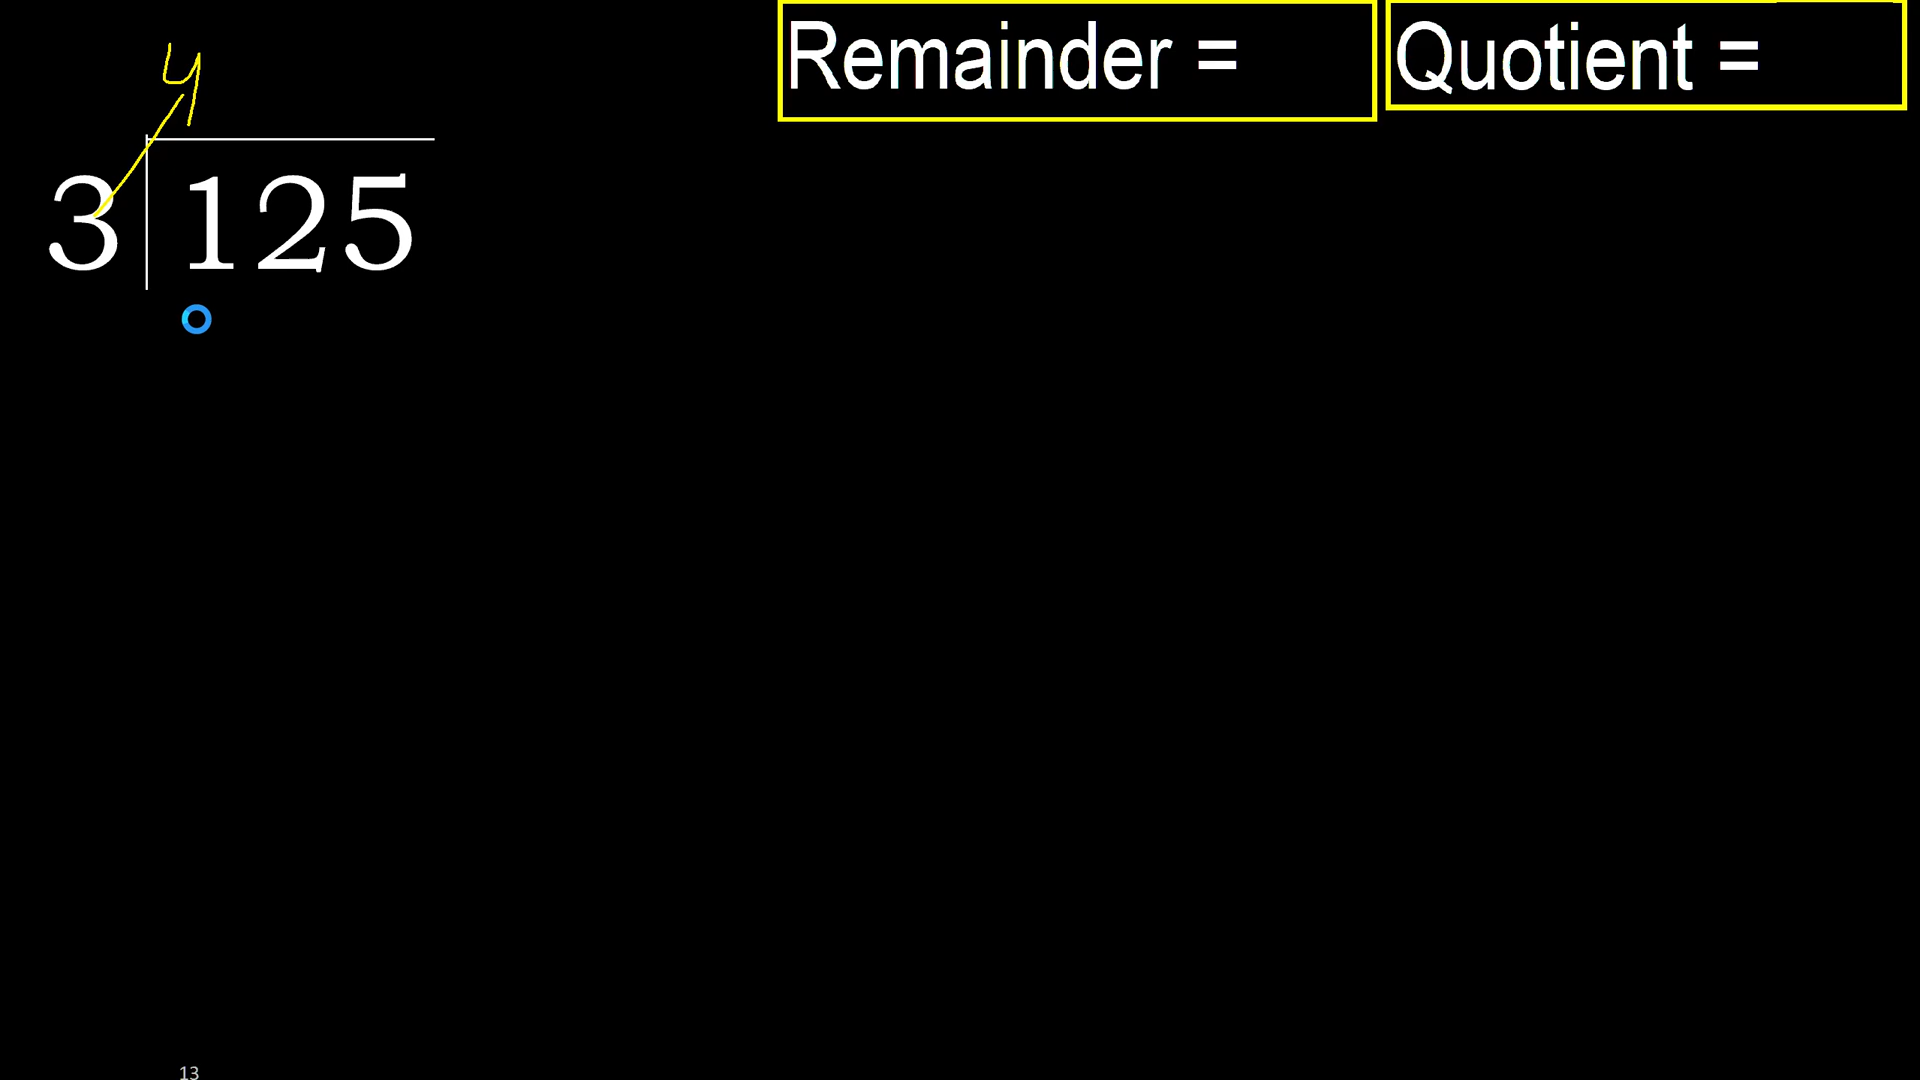 Remainder = Quotient =
4
3 125
13